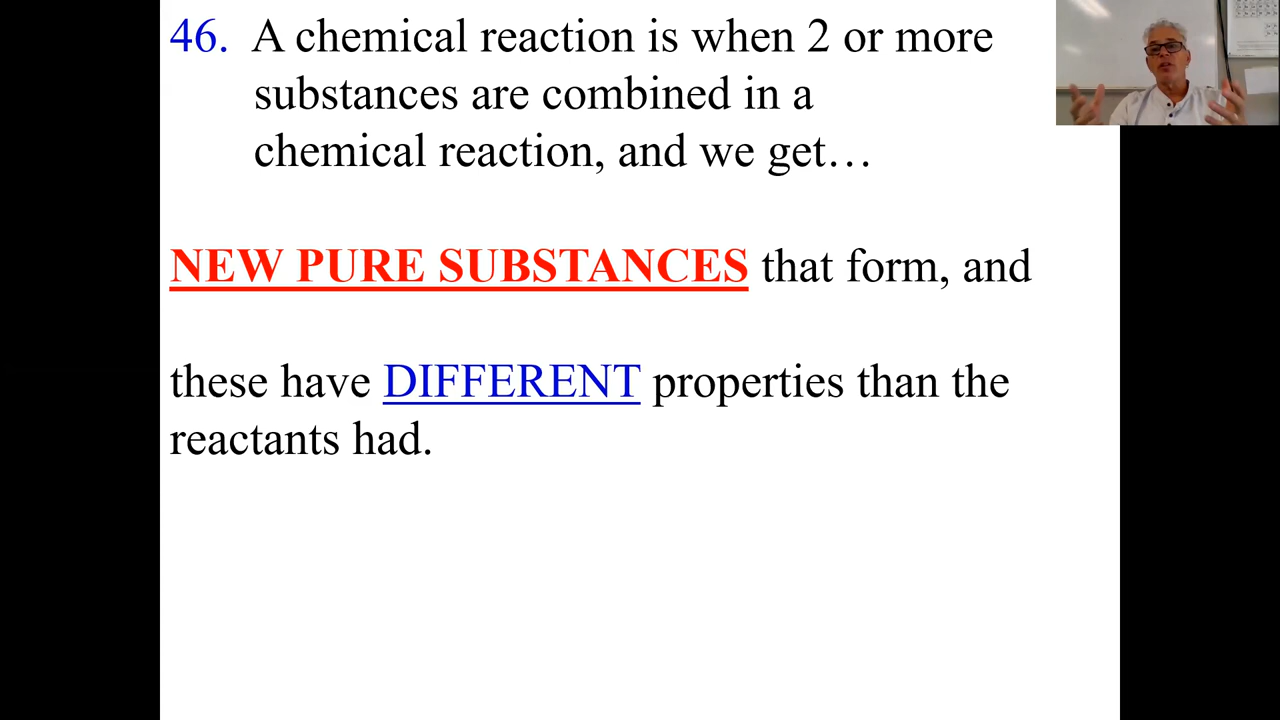 46. A chemical reaction is when 2 or more
substances are combined in a
chemical reaction, and we get…
NEW PURE SUBSTANCES that form, and
these have DIFFERENT properties than the
reactants had.